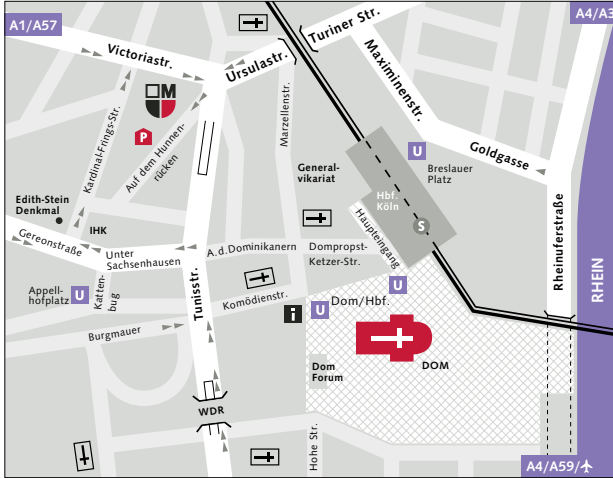 A1/A57
A4/A3
Turiner Str.
Victoriastr.
Ursulastr.
Maximinenstr.
M
P
Kardinal-Frings-Str.
Auf dem Hunnen-
rücken
Marzellenstr.
U
Goldgasse
Breslauer
Platz
General-
vikariat
Hbf.
Köln
S
Haupteingang
Edith-Stein
Denkmal
IHK
Gereonstraße
Unter
Sachsenhausen
A.d.Dominikanern
Dompropst-
Ketzer-Str.
Rheinuferstraße
RHEIN
Appell-
hofplatz
U
Katten-
bug
Tunisstr.
Komödienstr.
i
U
Dom/Hbf.
U
Burgmauer
Dom
Forum
DOM
WDR
Hohe Str.
A4/A59/